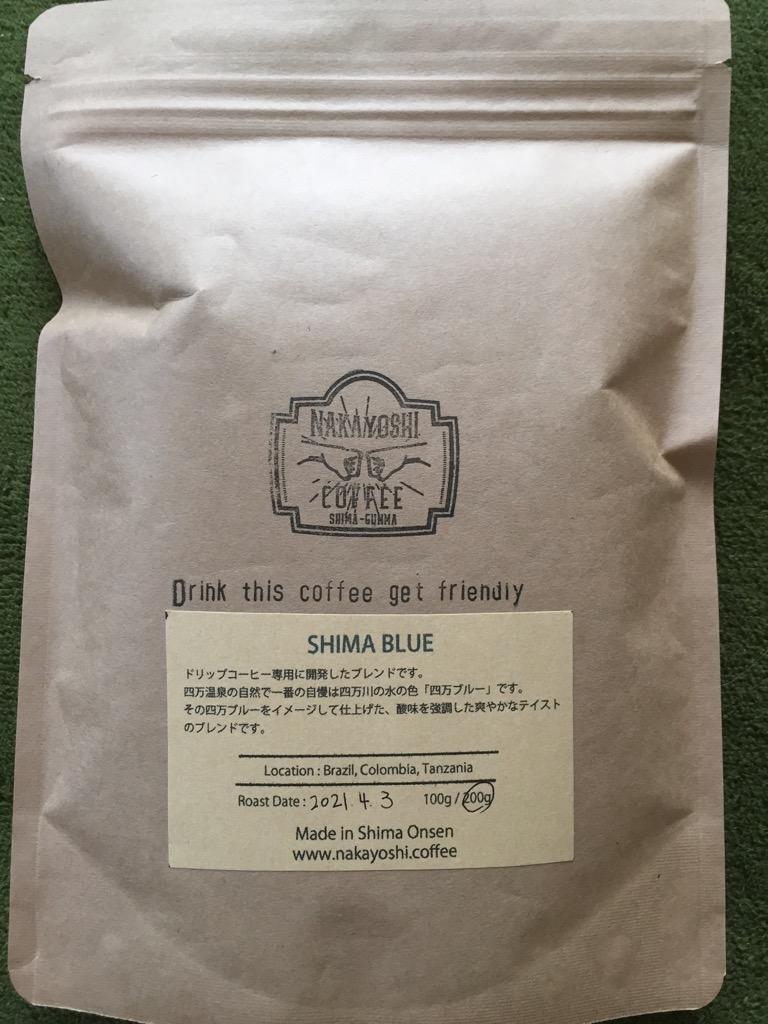 NAKAYOSHI
COFFEE
SHIMA-GUNMA
Drink this coffee get friendly
SHIMA BLUE
ドリップコーヒー専用に開発したブレンドです。
四万温泉の自然で一番の自慢は四万川の水の色「四万ブルー」です。
その四万ブルーをイメージして仕上げた、酸味を強調した爽やかなテイスト
のブレンドです。
Location : Brazil, Colombia, Tanzania
Roast Date : 2021. 4. 3 100g / 200g
Made in Shima Onsen
www.nakayoshi.coffee